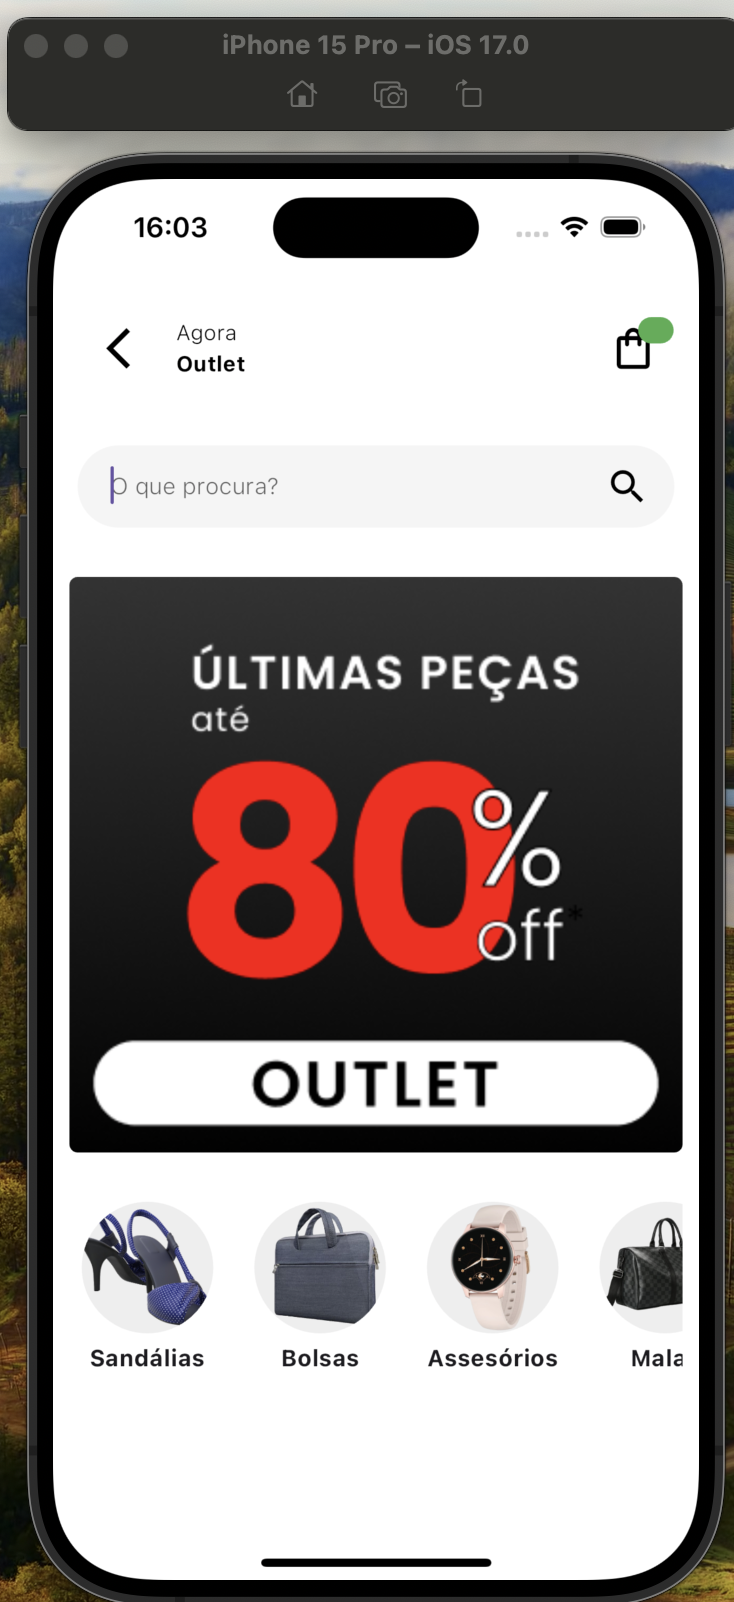 iPhone 15 Pro – iOS 17.0
16:03
Agora
Outlet
O que procura?
ÚLTIMAS PEÇAS
até
80%
off*
OUTLET
Sandálias
Bolsas
Assesórios
Mala